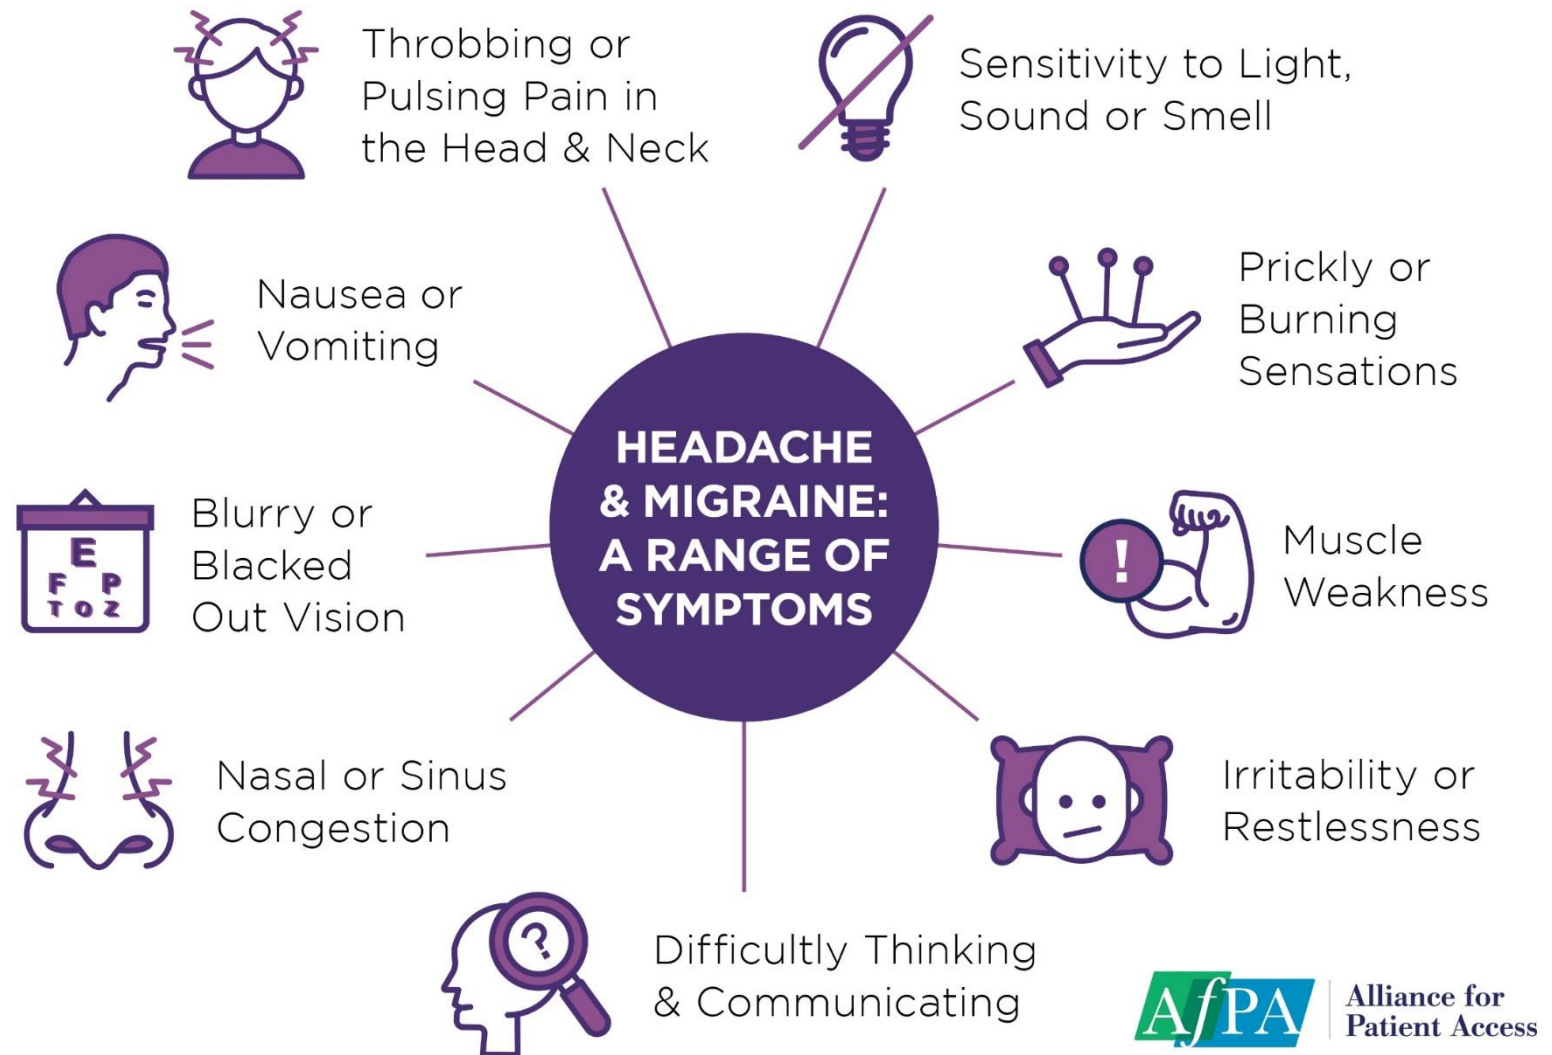 Throbbing or
Pulsing Pain in
the Head & Neck
Sensitivity to Light,
Sound or Smell
Nausea or
Vomiting
Prickly or
Burning
Sensations
HEADACHE
& MIGRAINE:
A RANGE OF
SYMPTOMS
Blurry or
Blacked
Out Vision
E
F P
T O Z
!
Muscle
Weakness
Nasal or Sinus
Congestion
Irritability or
Restlessness
?
Difficultly Thinking
& Communicating
AfPA
Alliance for
Patient Access